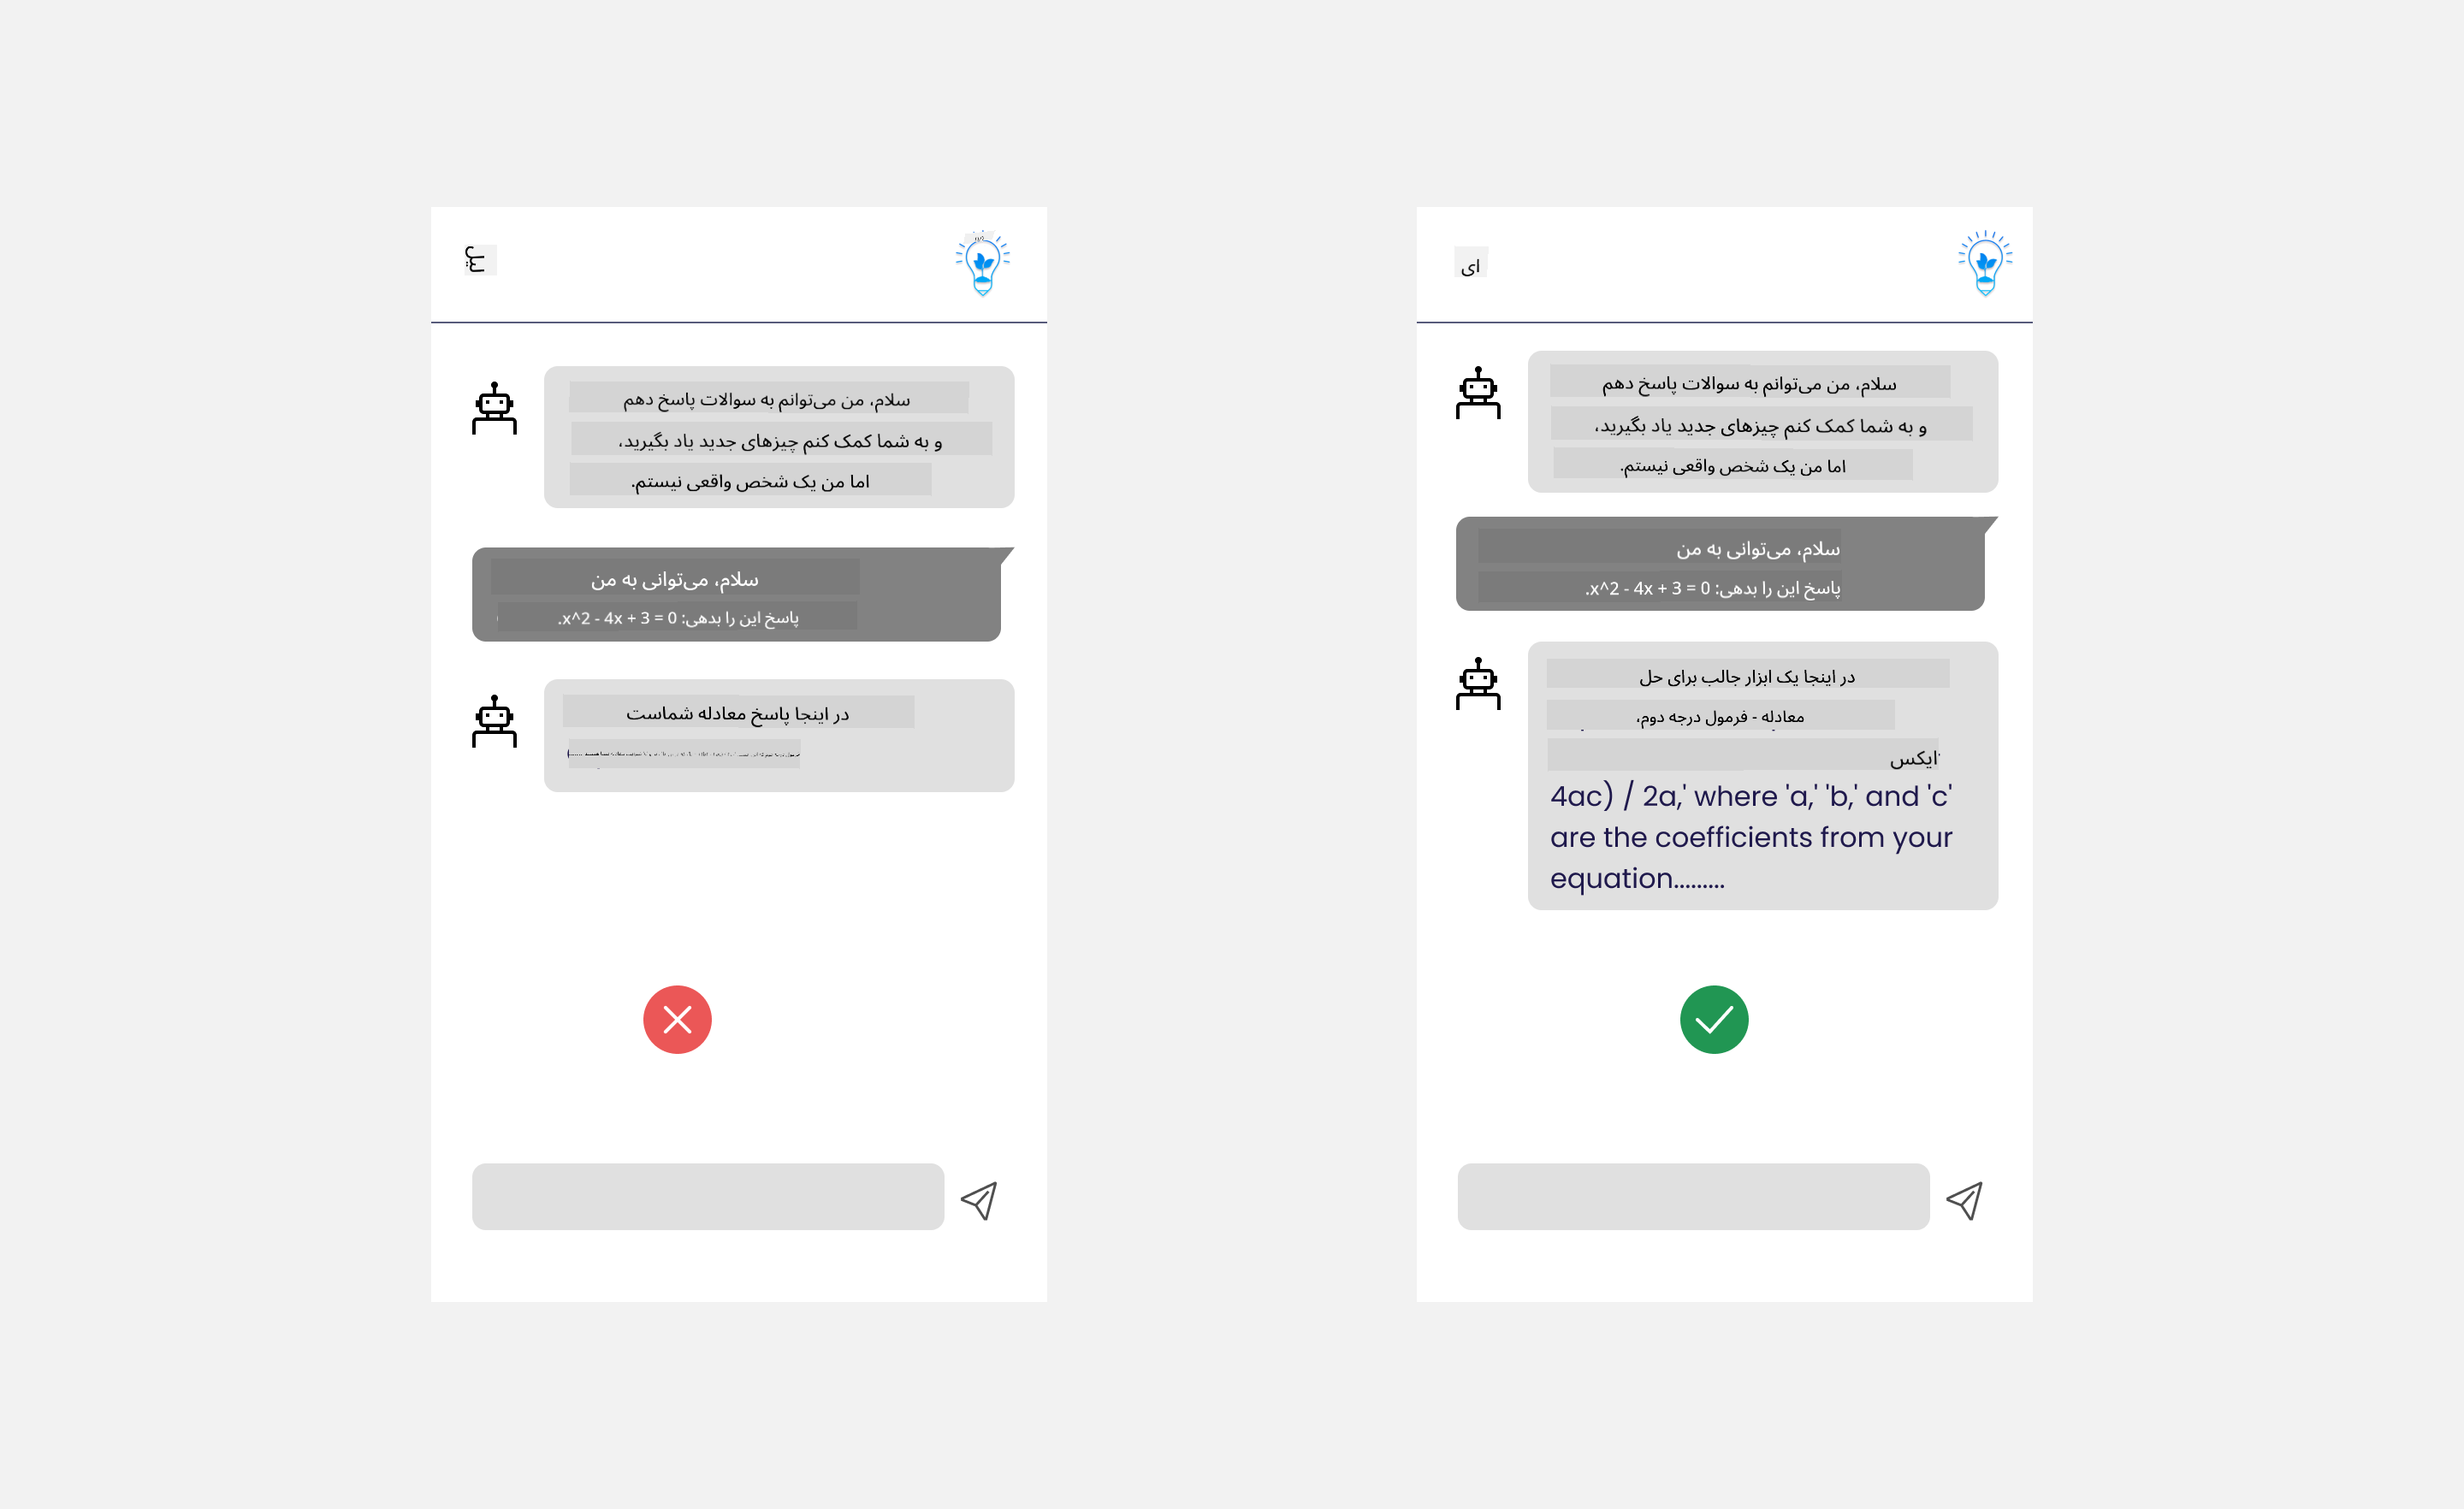 سلام، من می‌توانم به سوالات پاسخ دهم
و به شما کمک کنم چیزهای جدید یاد بگیرید،
اما من یک شخص واقعی نیستم.
سلام، می‌توانی به من
پاسخ این را بدهی: x^2 - 4x + 3 = 0.
در اینجا پاسخ معادله شماست
ای
سلام، من می‌توانم به سوالات پاسخ دهم
و به شما کمک کنم چیزهای جدید یاد بگیرید،
اما من یک شخص واقعی نیستم.
سلام، می‌توانی به من
پاسخ این را بدهی: x^2 - 4x + 3 = 0.
در اینجا یک ابزار جالب برای حل
معادله - فرمول درجه دوم،
ایکس
4ac) / 2a,' where 'a,' 'b,' and 'c'
are the coefficients from your
equation.........